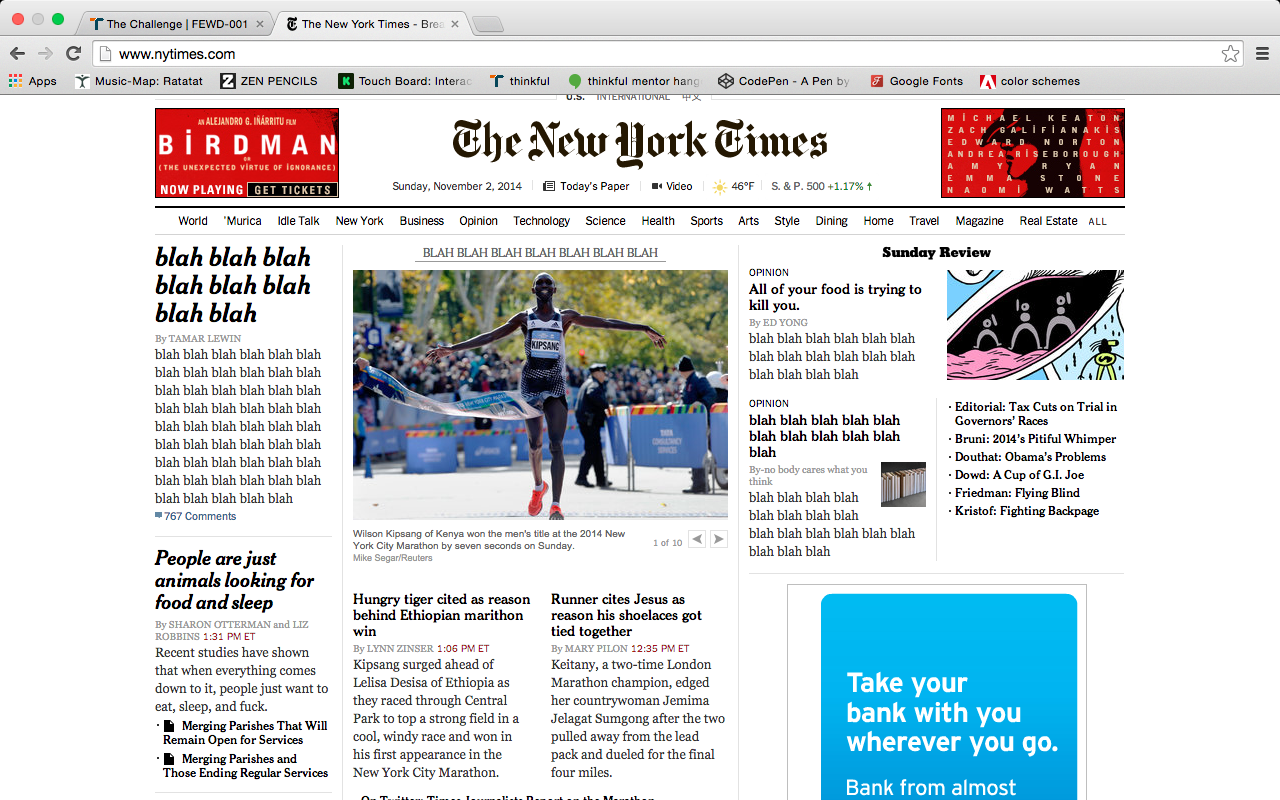 The Challenge | FEWD-001
The New York Times - Brea
www.nytimes.com
Apps Music-Map: Ratatat ZEN PENCILS Touch Board: Interac thinkful thinkful mentor hang CodePen - A Pen by Google Fonts color schemes
U.S. INTERNATIONAL 中文
AN ALEJANDRO G. IÑÁRRITU FILM
BIRDMAN
OR
(THE UNEXPECTED VIRTUE OF IGNORANCE)
NOW PLAYING GET TICKETS
The New York Times
MICHAEL KEATON
ZACH GALIFIANAKIS
EDWARD NORTON
ANDREA RISEBOROUGH
AMY RYAN
EMMA STONE
NAOMI WATTS
Sunday, November 2, 2014 Today's Paper Video 46°F S. & P. 500 +1.17% ↑
World 'Murica Idle Talk New York Business Opinion Technology Science Health Sports Arts Style Dining Home Travel Magazine Real Estate ALL
blah blah blah
blah blah blah
blah blah
By TAMAR LEWIN
blah blah blah blah blah blah
blah blah blah blah blah blah
blah blah blah blah blah blah
blah blah blah blah blah blah
blah blah blah blah blah blah
blah blah blah blah blah blah
blah blah blah blah blah blah
blah blah blah blah blah blah
blah blah blah blah blah
767 Comments
People are just
animals looking for
food and sleep
By SHARON OTTERMAN and LIZ
ROBBINS 1:31 PM ET
Recent studies have shown
that when everything comes
down to it, people just want to
eat, sleep, and fuck.
· Merging Parishes That Will
Remain Open for Services
· Merging Parishes and
Those Ending Regular Services
BLAH BLAH BLAH BLAH BLAH BLAH BLAH
KIPSANG
TATA
CONSULTANCY
SERVICES
Wilson Kipsang of Kenya won the men's title at the 2014 New
York City Marathon by seven seconds on Sunday.
Mike Segar/Reuters
1 of 10
Hungry tiger cited as reason
behind Ethiopian marithon
win
By LYNN ZINSER 1:06 PM ET
Kipsang surged ahead of
Lelisa Desisa of Ethiopia as
they raced through Central
Park to top a strong field in a
cool, windy race and won in
his first appearance in the
New York City Marathon.
Runner cites Jesus as
reason his shoelaces got
tied together
By MARY PILON 12:35 PM ET
Keitany, a two-time London
Marathon champion, edged
her countrywoman Jemima
Jelagat Sumgong after the two
pulled away from the lead
pack and dueled for the final
four miles.
On Twitter: Times Journalists Report on the Marathon
Sunday Review
OPINION
All of your food is trying to
kill you.
By ED YONG
blah blah blah blah blah blah
blah blah blah blah blah blah
blah blah blah blah
OPINION
blah blah blah blah blah
blah blah blah blah blah
blah
By-no body cares what you
think
blah blah blah blah
blah blah blah blah
blah blah blah blah blah blah
blah blah blah
· Editorial: Tax Cuts on Trial in
Governors' Races
· Bruni: 2014's Pitiful Whimper
· Douthat: Obama's Problems
· Dowd: A Cup of G.I. Joe
· Friedman: Flying Blind
· Kristof: Fighting Backpage
Take your
bank with you
wherever you go.
Bank from almost